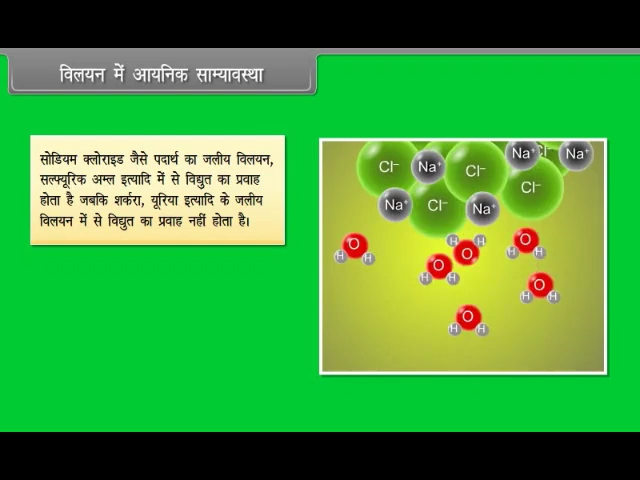 विलयन में आयनिक साम्यावस्था
सोडियम क्लोराइड जैसे पदार्थ का जलीय विलयन,
सल्फ्यूरिक अम्ल इत्यादि में से विद्युत का प्रवाह
होता है जबकि शर्करा, यूरिया इत्यादि के जलीय
विलयन में से विद्युत का प्रवाह नहीं होता है।
Cl⁻ Na⁺ Cl⁻ Na⁺ Cl⁻ Na⁺
Na⁺ Cl⁻ Na⁺ Cl⁻
O H H
O H H
O H H
O H H
O H H
O H H